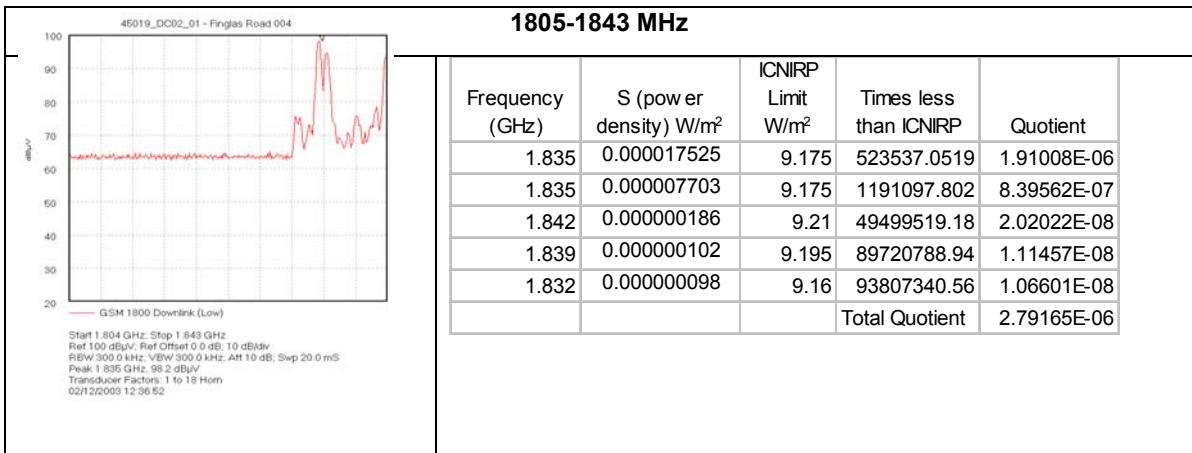 1805-1843 MHz
45019_DC02_01 - Finglas Road 004
100
90
80
70
60
50
40
30
20
dBµV
GSM 1800 Downlink (Low)
Start 1.804 GHz; Stop 1.843 GHz
Ref 100 dBµV; Ref Offset 0.0 dB; 10 dB/div
RBW 300.0 kHz; VBW 300.0 kHz; Att 10 dB; Swp 20.0 mS
Peak 1.835 GHz, 98.2 dBµV
Transducer Factors: 1 to 18 Horn
02/12/2003 12:36:52
Frequency (GHz) S (power density) W/m² ICNIRP Limit W/m² Times less than ICNIRP Quotient
1.835 0.000017525 9.175 523537.0519 1.91008E-06
1.835 0.000007703 9.175 1191097.802 8.39562E-07
1.842 0.000000186 9.21 49499519.18 2.02022E-08
1.839 0.000000102 9.195 89720788.94 1.11457E-08
1.832 0.000000098 9.16 93807340.56 1.06601E-08
Total Quotient 2.79165E-06